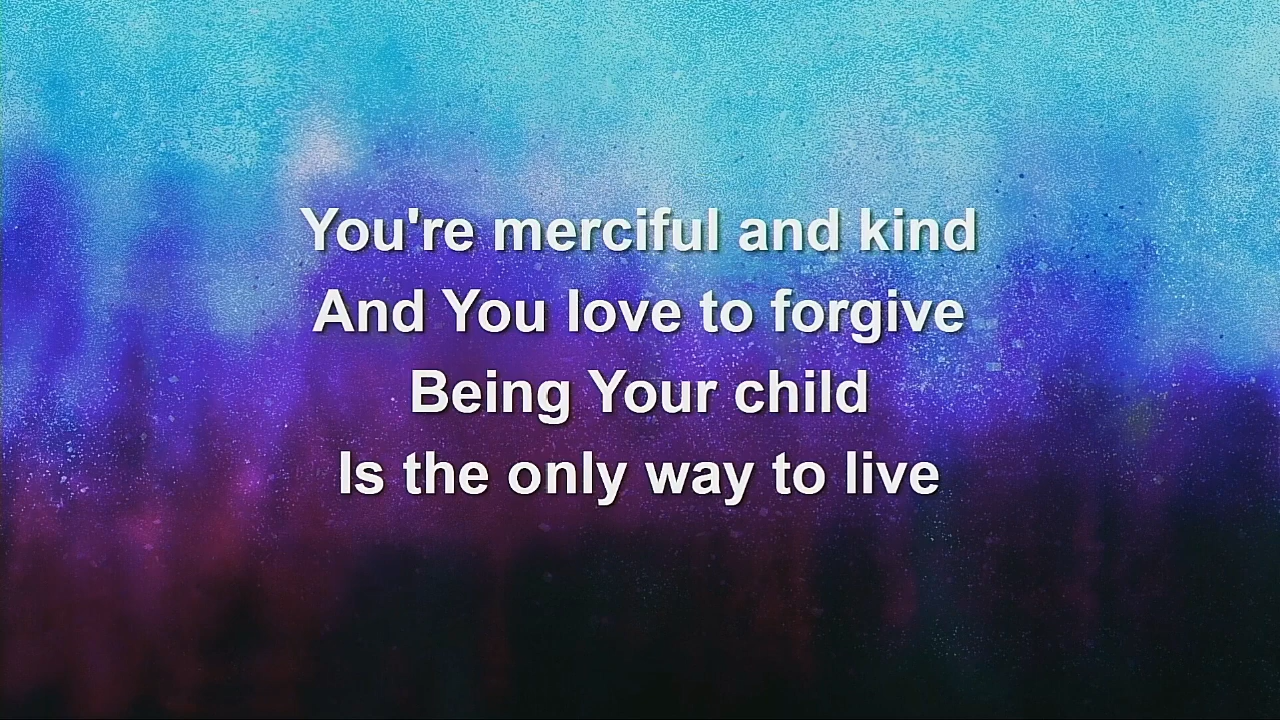 You're merciful and kind
And You love to forgive
Being Your child
Is the only way to live